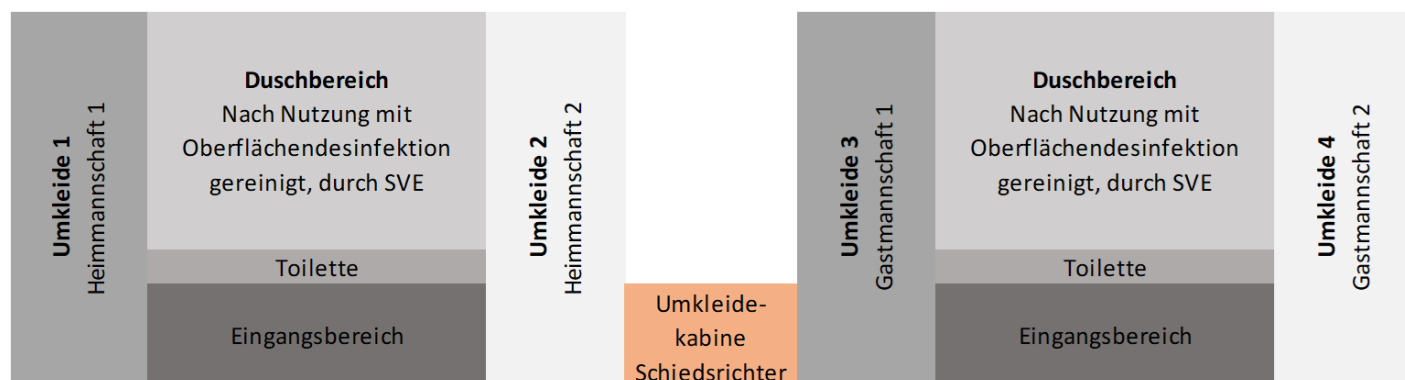 Umkleide 1
Heimmannschaft 1
Duschbereich
Nach Nutzung mit
Oberflächendesinfektion
gereinigt, durch SVE
Toilette
Eingangsbereich
Umkleide 2
Heimmannschaft 2
Umkleide-
kabine
Schiedsrichter
Umkleide 3
Gastmannschaft 1
Duschbereich
Nach Nutzung mit
Oberflächendesinfektion
gereinigt, durch SVE
Toilette
Eingangsbereich
Umkleide 4
Gastmannschaft 2